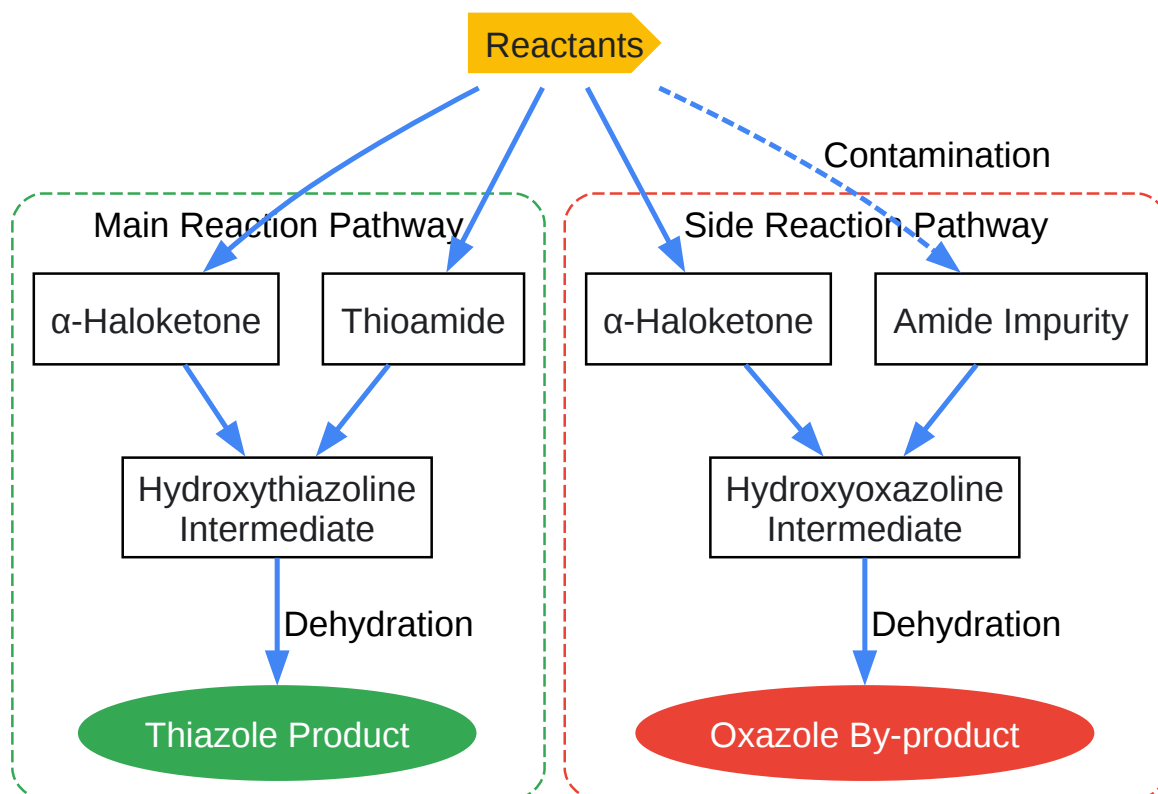 Reactants
Contamination
Main Reaction Pathway
Side Reaction Pathway
α-Haloketone
Thioamide
α-Haloketone
Amide Impurity
Hydroxythiazoline
Intermediate
Hydroxyoxazoline
Intermediate
Dehydration
Dehydration
Thiazole Product
Oxazole By-product